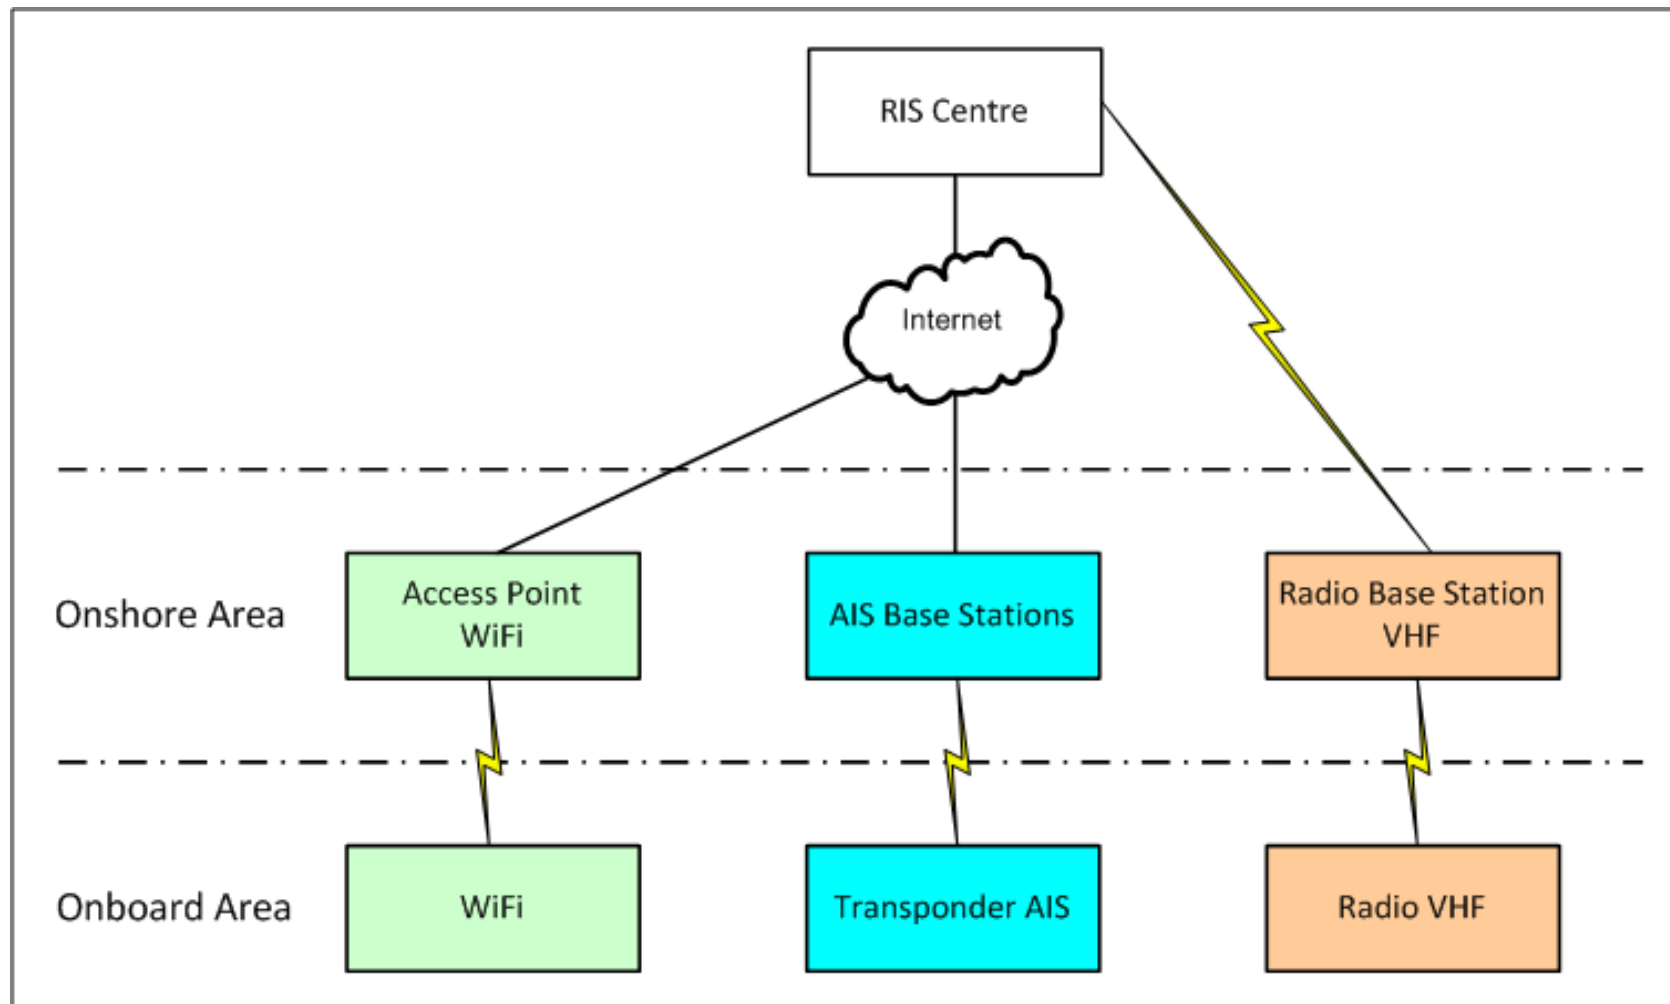 RIS Centre
Internet
Onshore Area
Access Point
WiFi
AIS Base Stations
Radio Base Station
VHF
Onboard Area
WiFi
Transponder AIS
Radio VHF